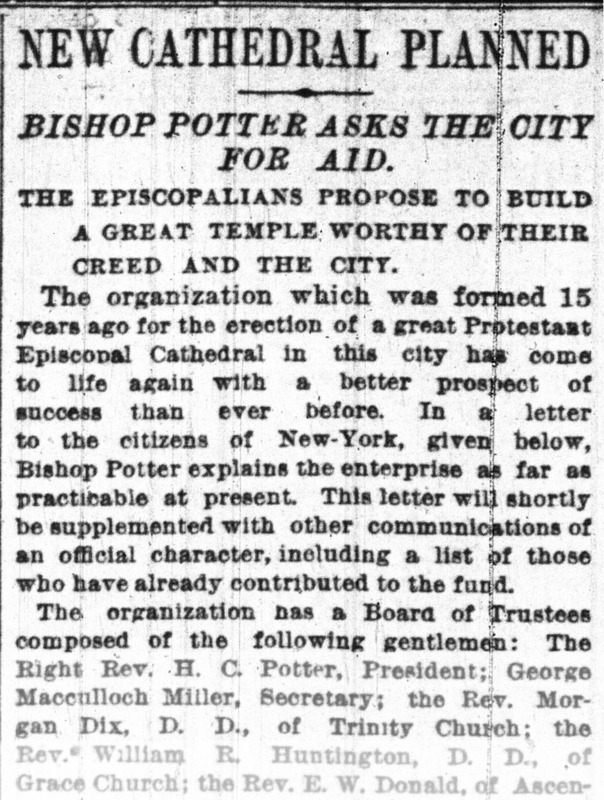 NEW CATHEDRAL PLANNED
BISHOP POTTER ASKS THE CITY
FOR AID.
THE EPISCOPALIANS PROPOSE TO BUILD
A GREAT TEMPLE WORTHY OF THEIR
CREED AND THE CITY.
The organization which was formed 15
years ago for the erection of a great Protestant
Episcopal Cathedral in this city has come
to life again with a better prospect of
success than ever before. In a letter
to the citizens of New-York, given below,
Bishop Potter explains the enterprise as far as
practicable at present. This letter will shortly
be supplemented with other communications of
an official character, including a list of those
who have already contributed to the fund.
The organization has a Board of Trustees
composed of the following gentlemen: The
Right Rev. H. C. Potter, President; George
Macculloch Miller, Secretary; the Rev. Mor-
gan Dix, D. D., of Trinity Church; the
Rev. William R. Huntington, D. D., of
Grace Church; the Rev. E. W. Donald, of Ascen-